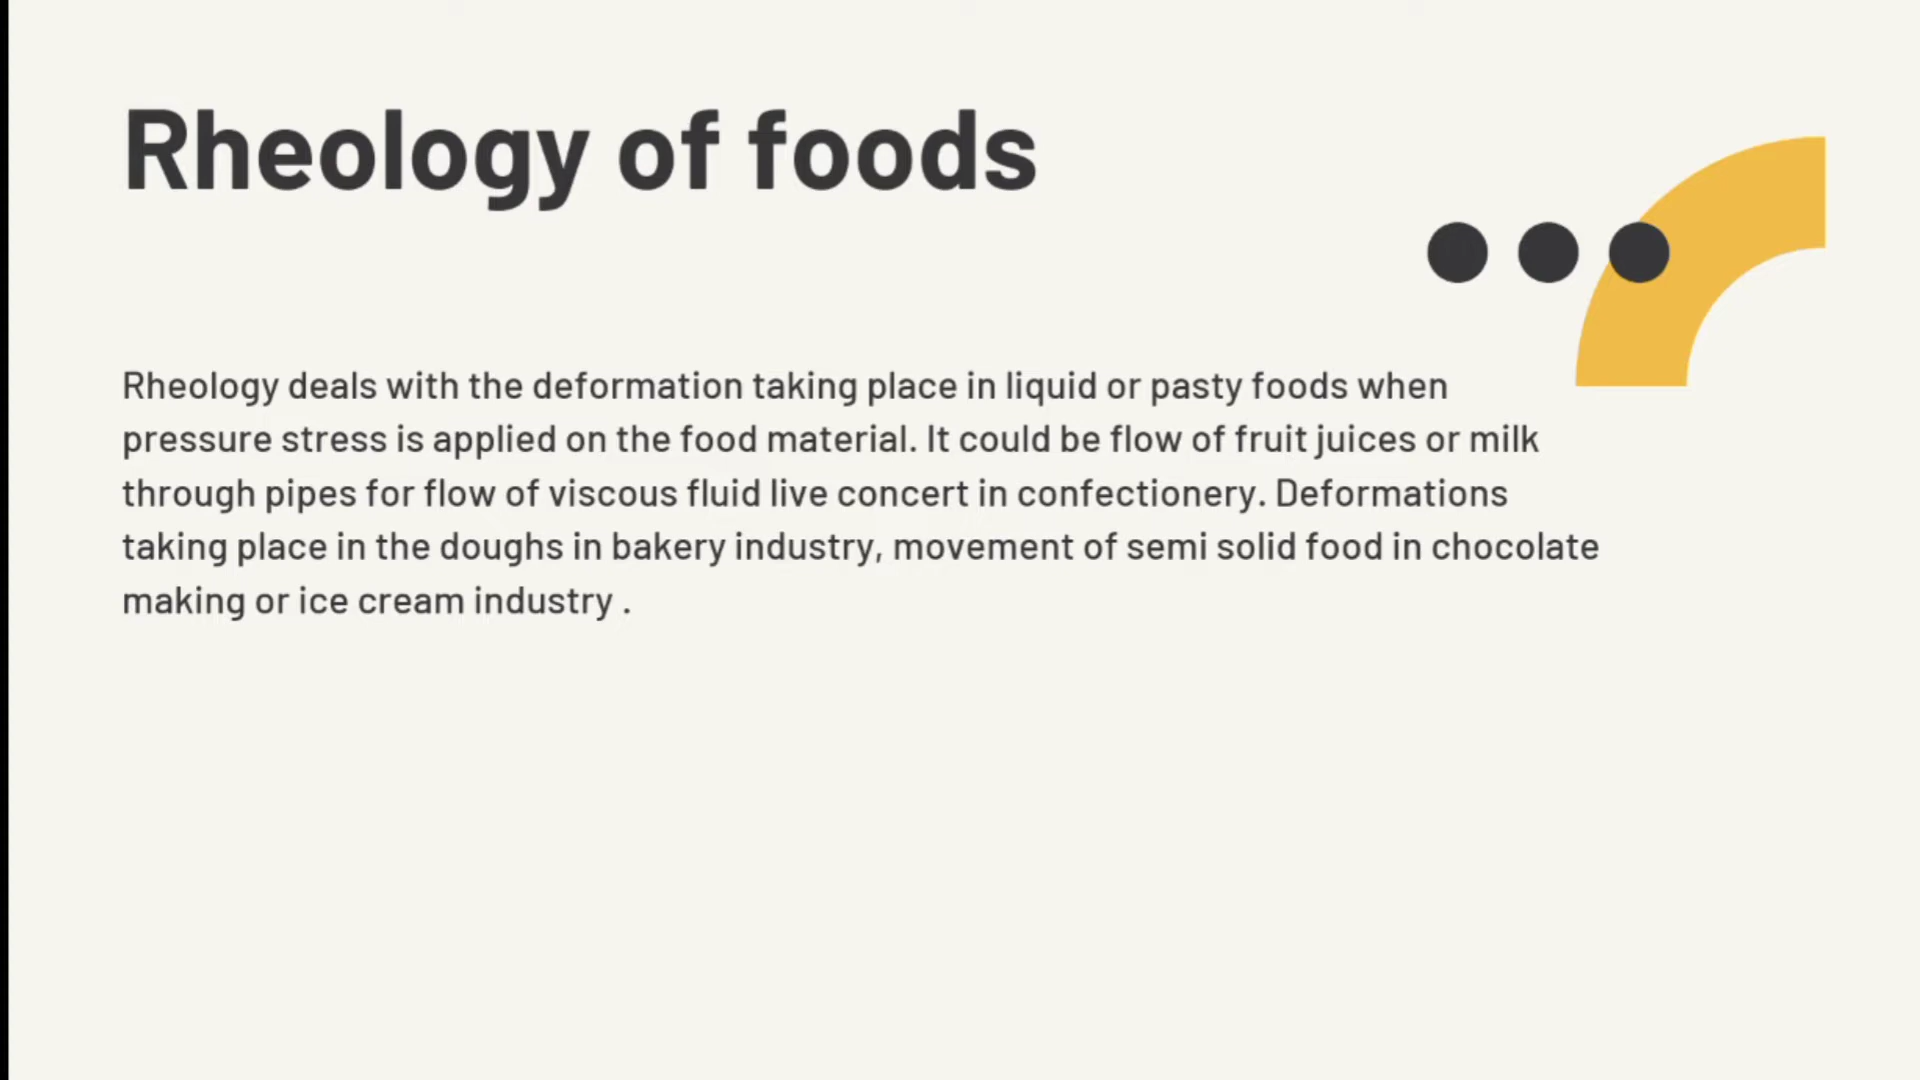 Rheology of foods
Rheology deals with the deformation taking place in liquid or pasty foods when
pressure stress is applied on the food material. It could be flow of fruit juices or milk
through pipes for flow of viscous fluid live concert in confectionery. Deformations
taking place in the doughs in bakery industry, movement of semi solid food in chocolate
making or ice cream industry .